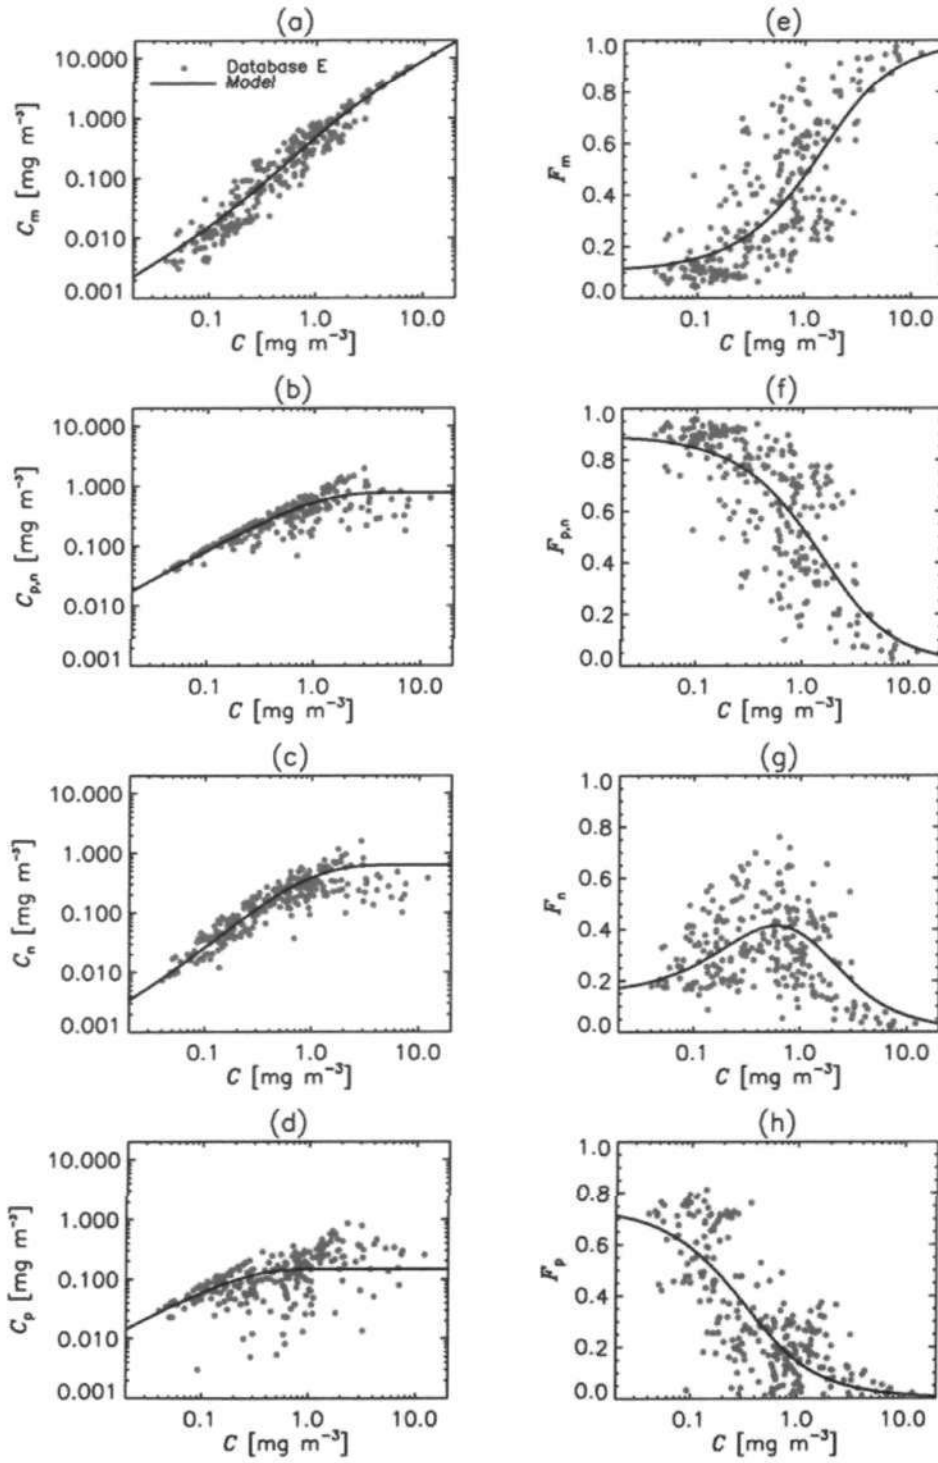 (a)
10.000
1.000
0.100
0.010
0.001
C_m [mg m⁻³]
Database E
Model
0.1 1.0 10.0
C [mg m⁻³]
(e)
1.0
0.8
0.6
0.4
0.2
0.0
F_m
0.1 1.0 10.0
C [mg m⁻³]
(b)
10.000
1.000
0.100
0.010
0.001
C_p,n [mg m⁻³]
0.1 1.0 10.0
C [mg m⁻³]
(f)
1.0
0.8
0.6
0.4
0.2
0.0
F_p,n
0.1 1.0 10.0
C [mg m⁻³]
(c)
10.000
1.000
0.100
0.010
0.001
C_n [mg m⁻³]
0.1 1.0 10.0
C [mg m⁻³]
(g)
1.0
0.8
0.6
0.4
0.2
0.0
F_n
0.1 1.0 10.0
C [mg m⁻³]
(d)
10.000
1.000
0.100
0.010
0.001
C_p [mg m⁻³]
0.1 1.0 10.0
C [mg m⁻³]
(h)
1.0
0.8
0.6
0.4
0.2
0.0
F_p
0.1 1.0 10.0
C [mg m⁻³]